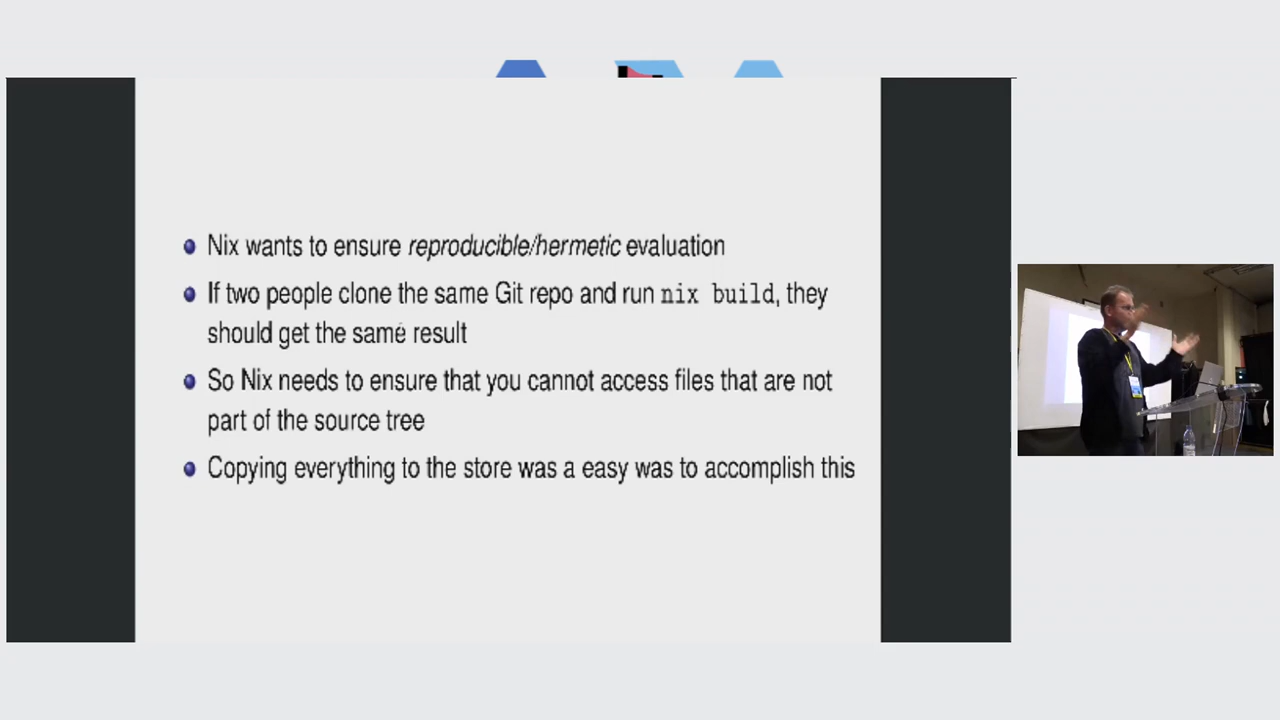 Nix wants to ensure reproducible/hermetic evaluation
If two people clone the same Git repo and run nix build, they
should get the same result
So Nix needs to ensure that you cannot access files that are not
part of the source tree
Copying everything to the store was a easy was to accomplish this